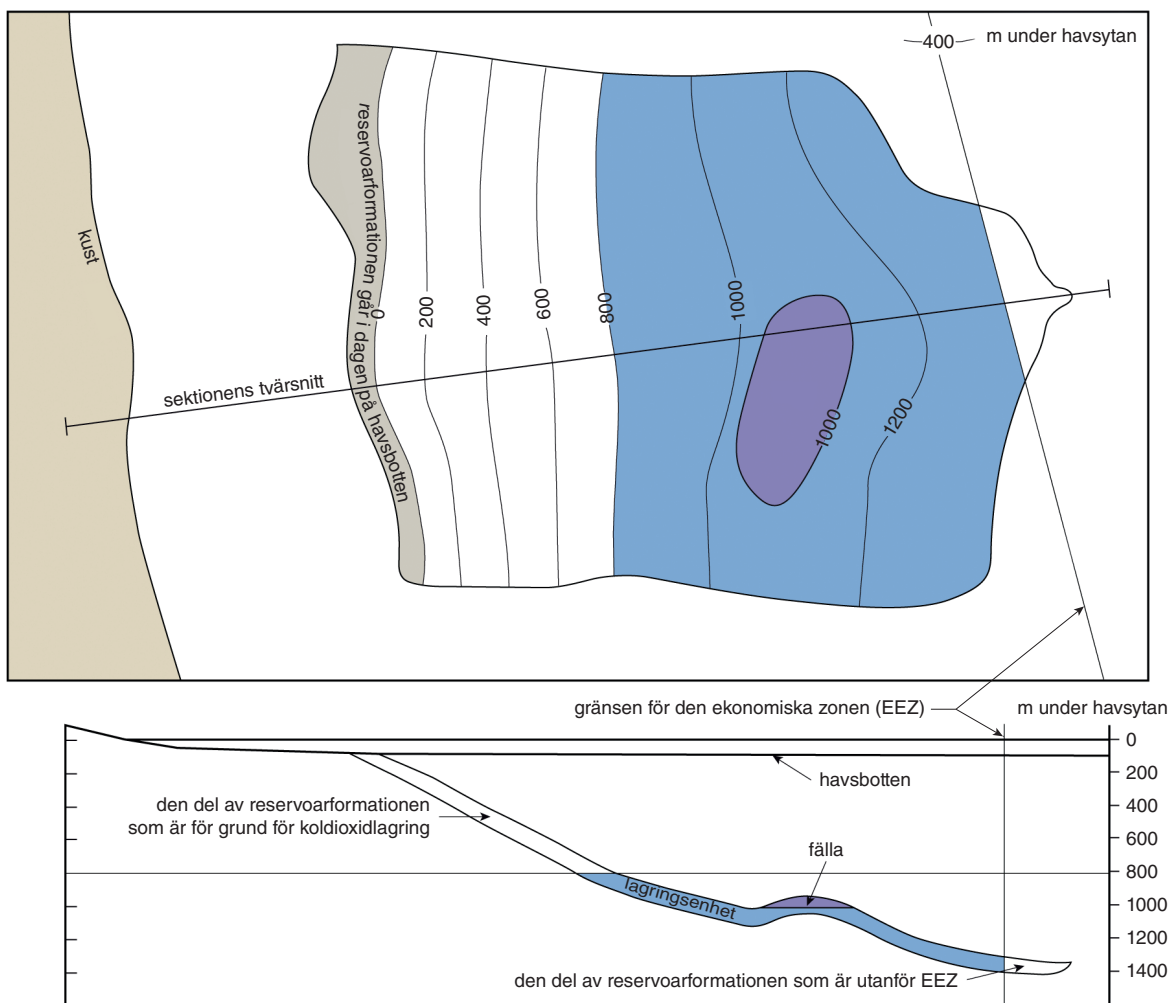 400
m under havsytan
reservoarformationen går i dagen på havsbotten
kust
0
200
400
600
800
1000
1000
1200
sektionens tvärsnitt
gränsen för den ekonomiska zonen (EEZ)
m under havsytan
0
200
400
600
800
1000
1200
1400
havsbotten
den del av reservoarformationen
som är för grund för koldioxidlagring
fälla
lagringsenhet
den del av reservoarformationen som är utanför EEZ